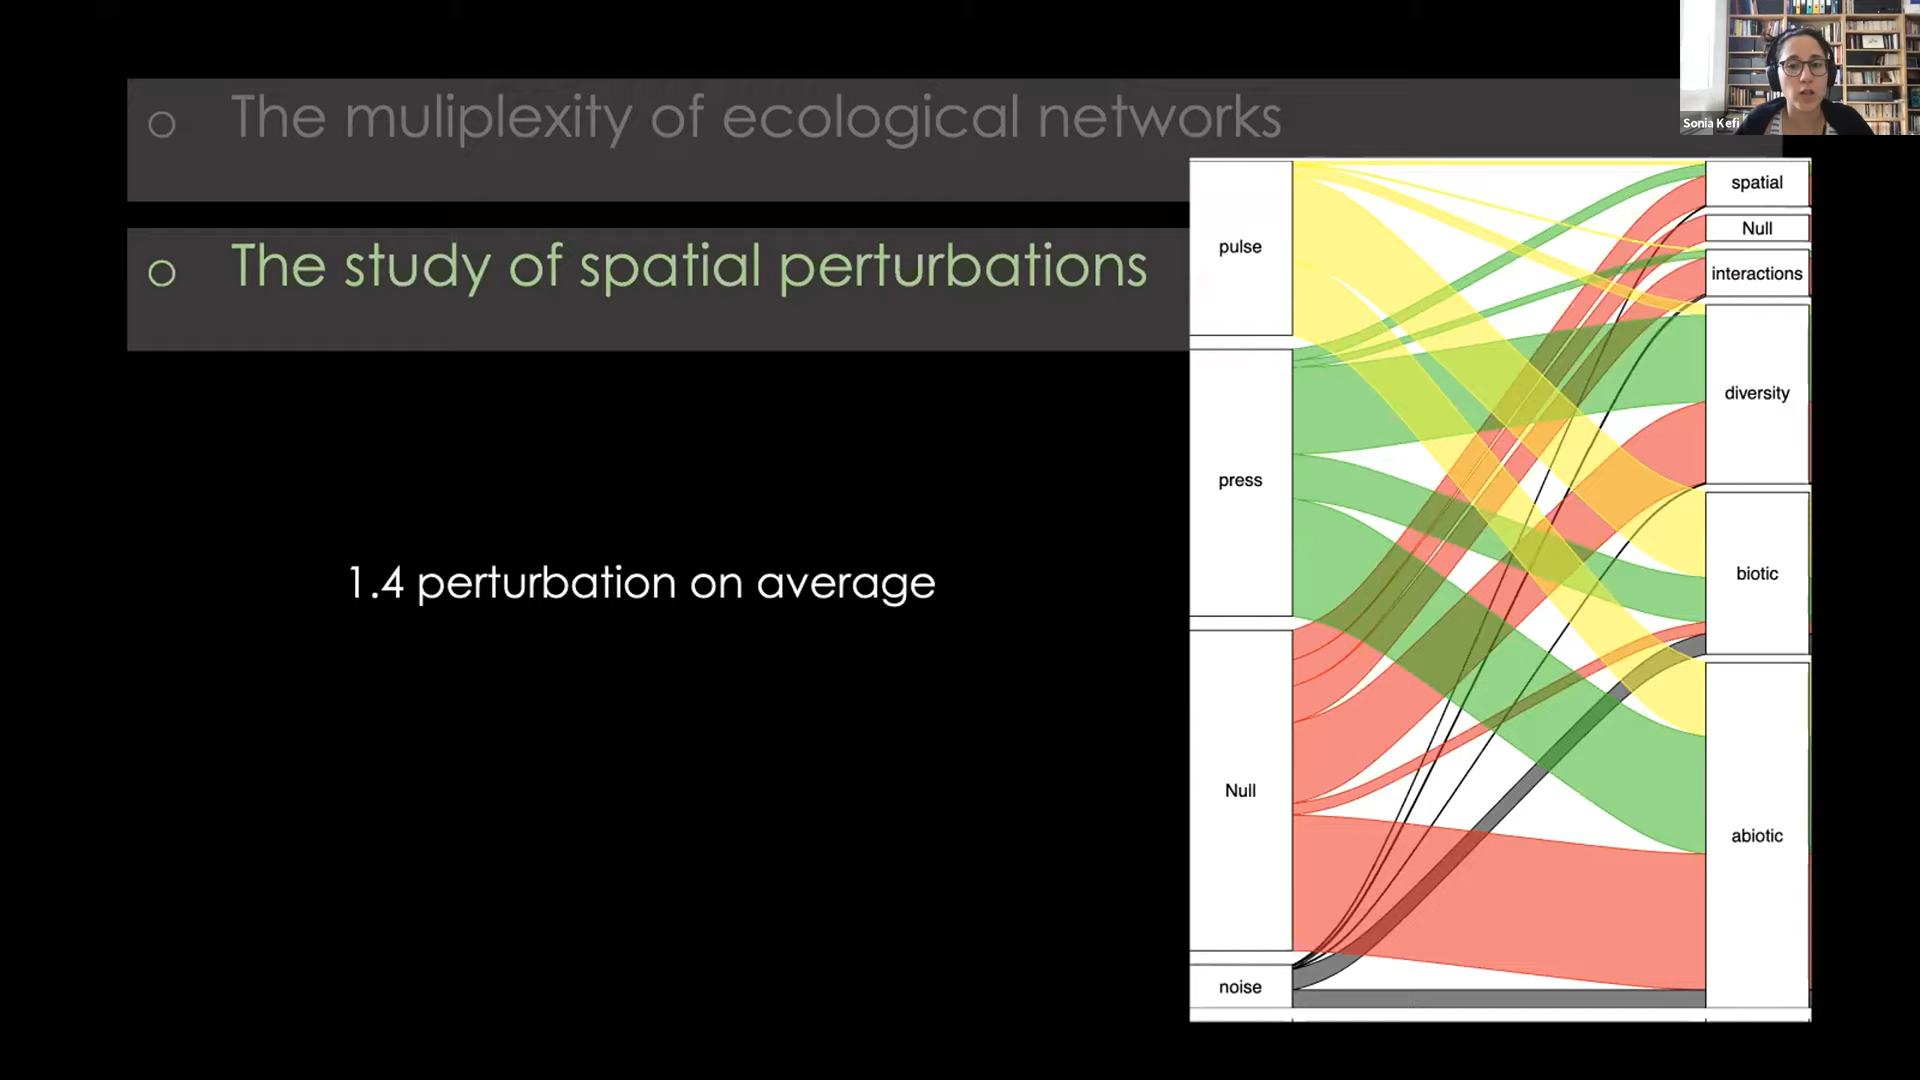 The muliplexity of ecological networks
Sonia Kefi
The study of spatial perturbations
1.4 perturbation on average
pulse
press
Null
noise
spatial
Null
interactions
diversity
biotic
abiotic